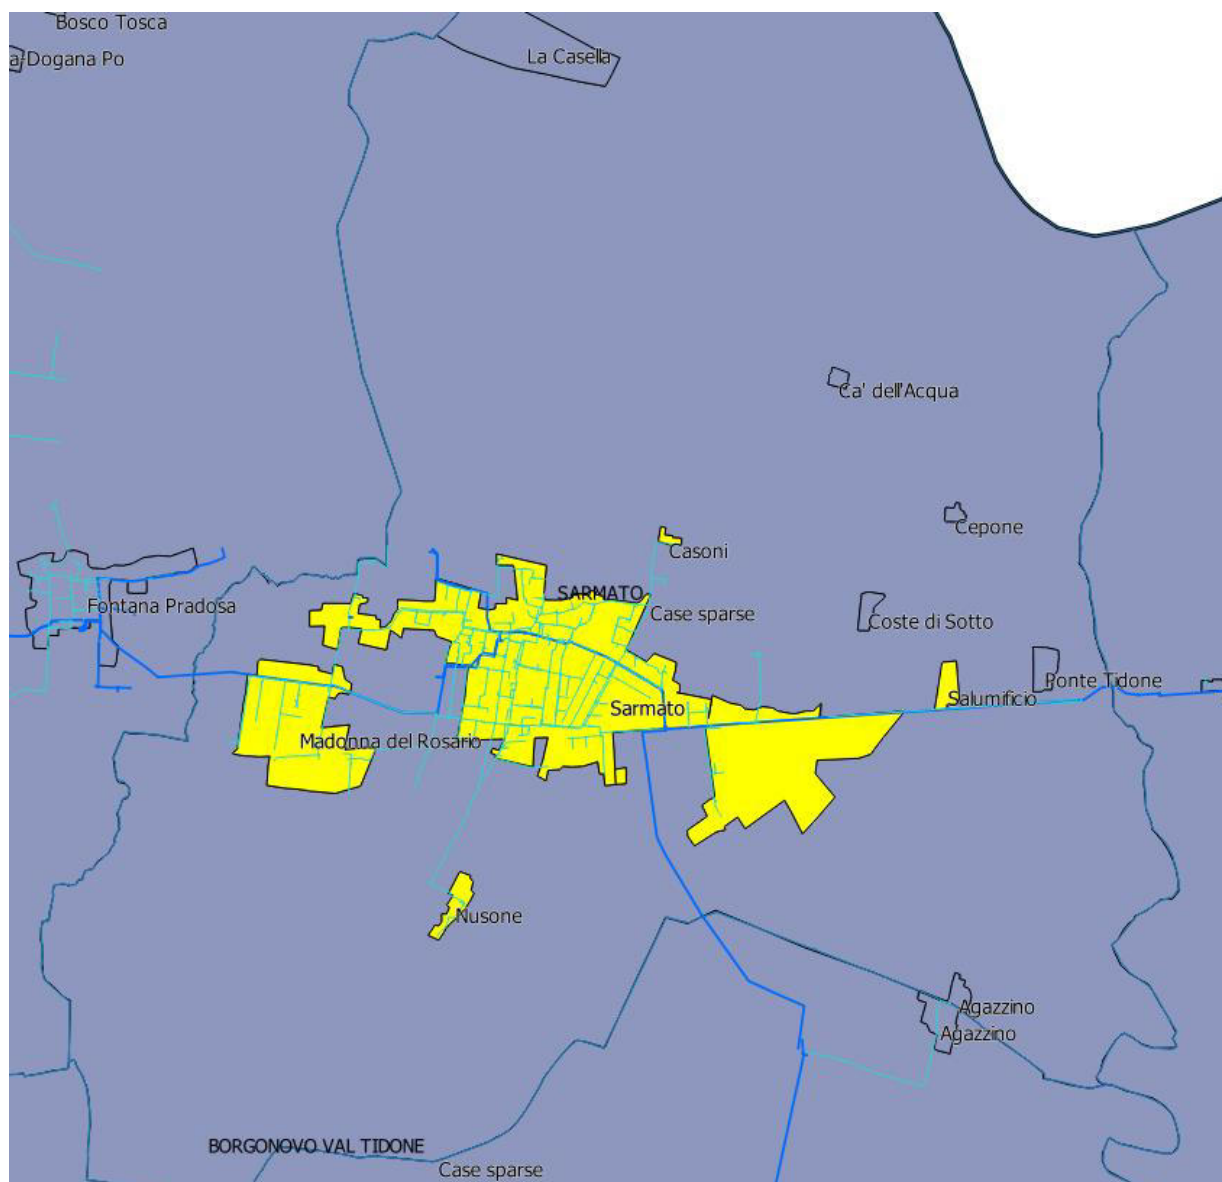 Bosco Tosca
a-Dogana Po
La Casella
Ca' dell'Acqua
Cepone
Casoni
SARMATO
Fontana Pradosa
Case sparse
Coste di Sotto
Ponte Tidone
Salumificio
Sarmato
Madonna del Rosario
Nusone
Agazzino
Agazzino
BORGONOVO VAL TIDONE
Case sparse